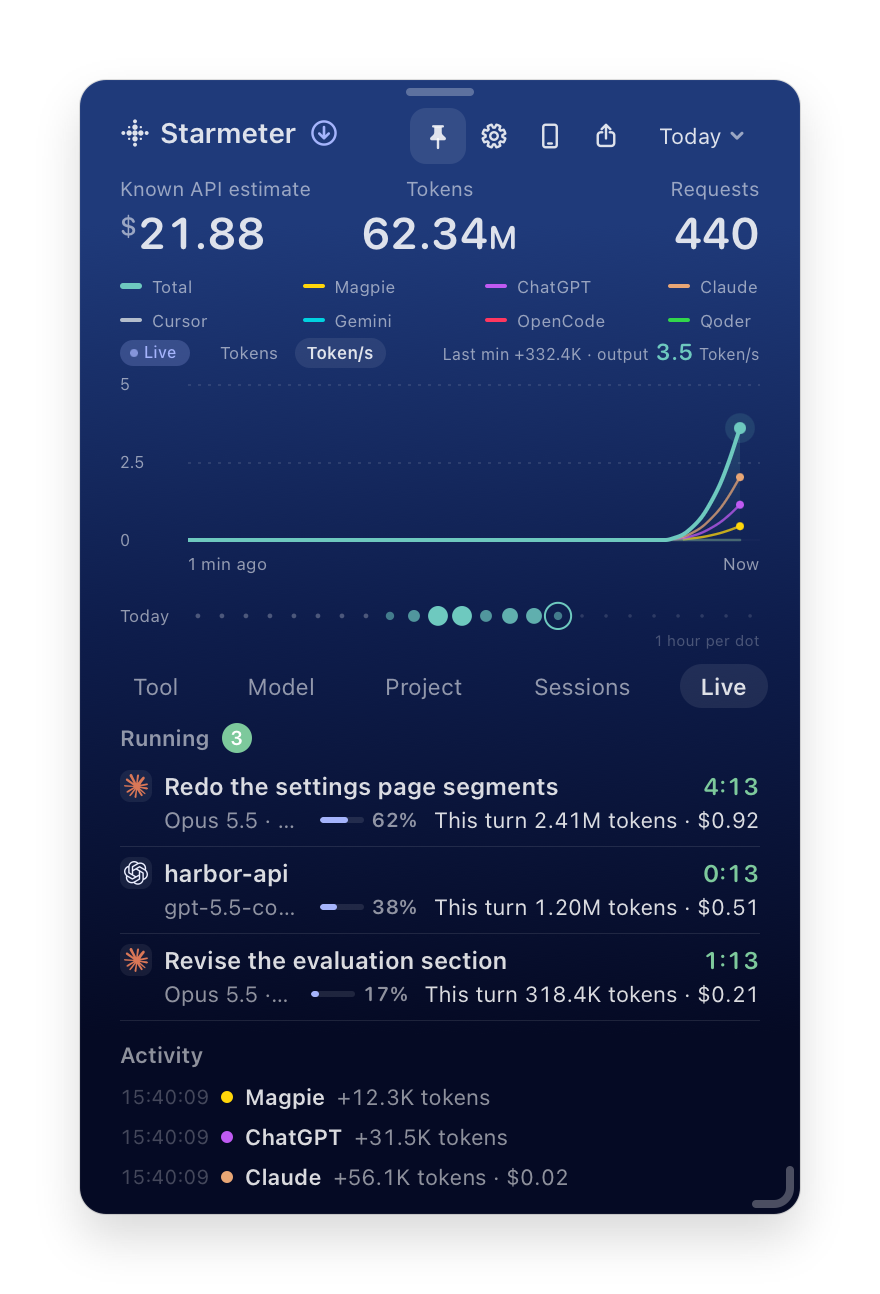 Starmeter Today
Known API estimate Tokens Requests
$21.88 62.34M 440
Total Magpie ChatGPT Claude
Cursor Gemini OpenCode Qoder
Live Tokens Token/s Last min +332.4K · output 3.5 Token/s
5
2.5
0
1 min ago Now
Today
1 hour per dot
Tool Model Project Sessions Live
Running 3
Redo the settings page segments 4:13
Opus 5.5 · ... 62% This turn 2.41M tokens · $0.92
harbor-api 0:13
gpt-5.5-co... 38% This turn 1.20M tokens · $0.51
Revise the evaluation section 1:13
Opus 5.5 ·... 17% This turn 318.4K tokens · $0.21
Activity
15:40:09 Magpie +12.3K tokens
15:40:09 ChatGPT +31.5K tokens
15:40:09 Claude +56.1K tokens · $0.02